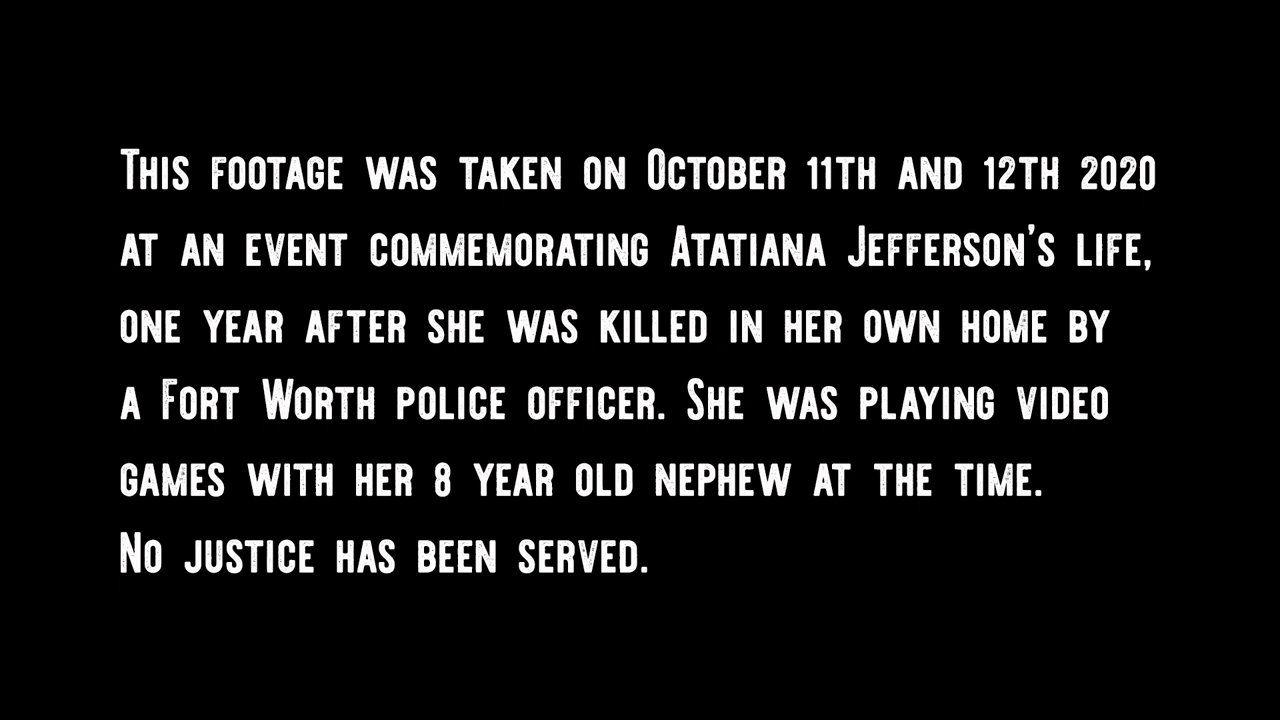 This footage was taken on October 11th and 12th 2020
at an event commemorating Atatiana Jefferson's life,
one year after she was killed in her own home by
a Fort Worth police officer. She was playing video
games with her 8 year old nephew at the time.
No justice has been served.